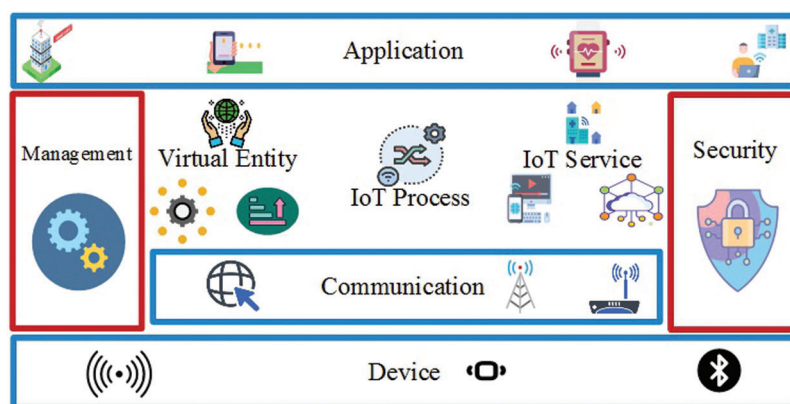 Application
Management
Virtual Entity
IoT Process
IoT Service
Security
Communication
Device